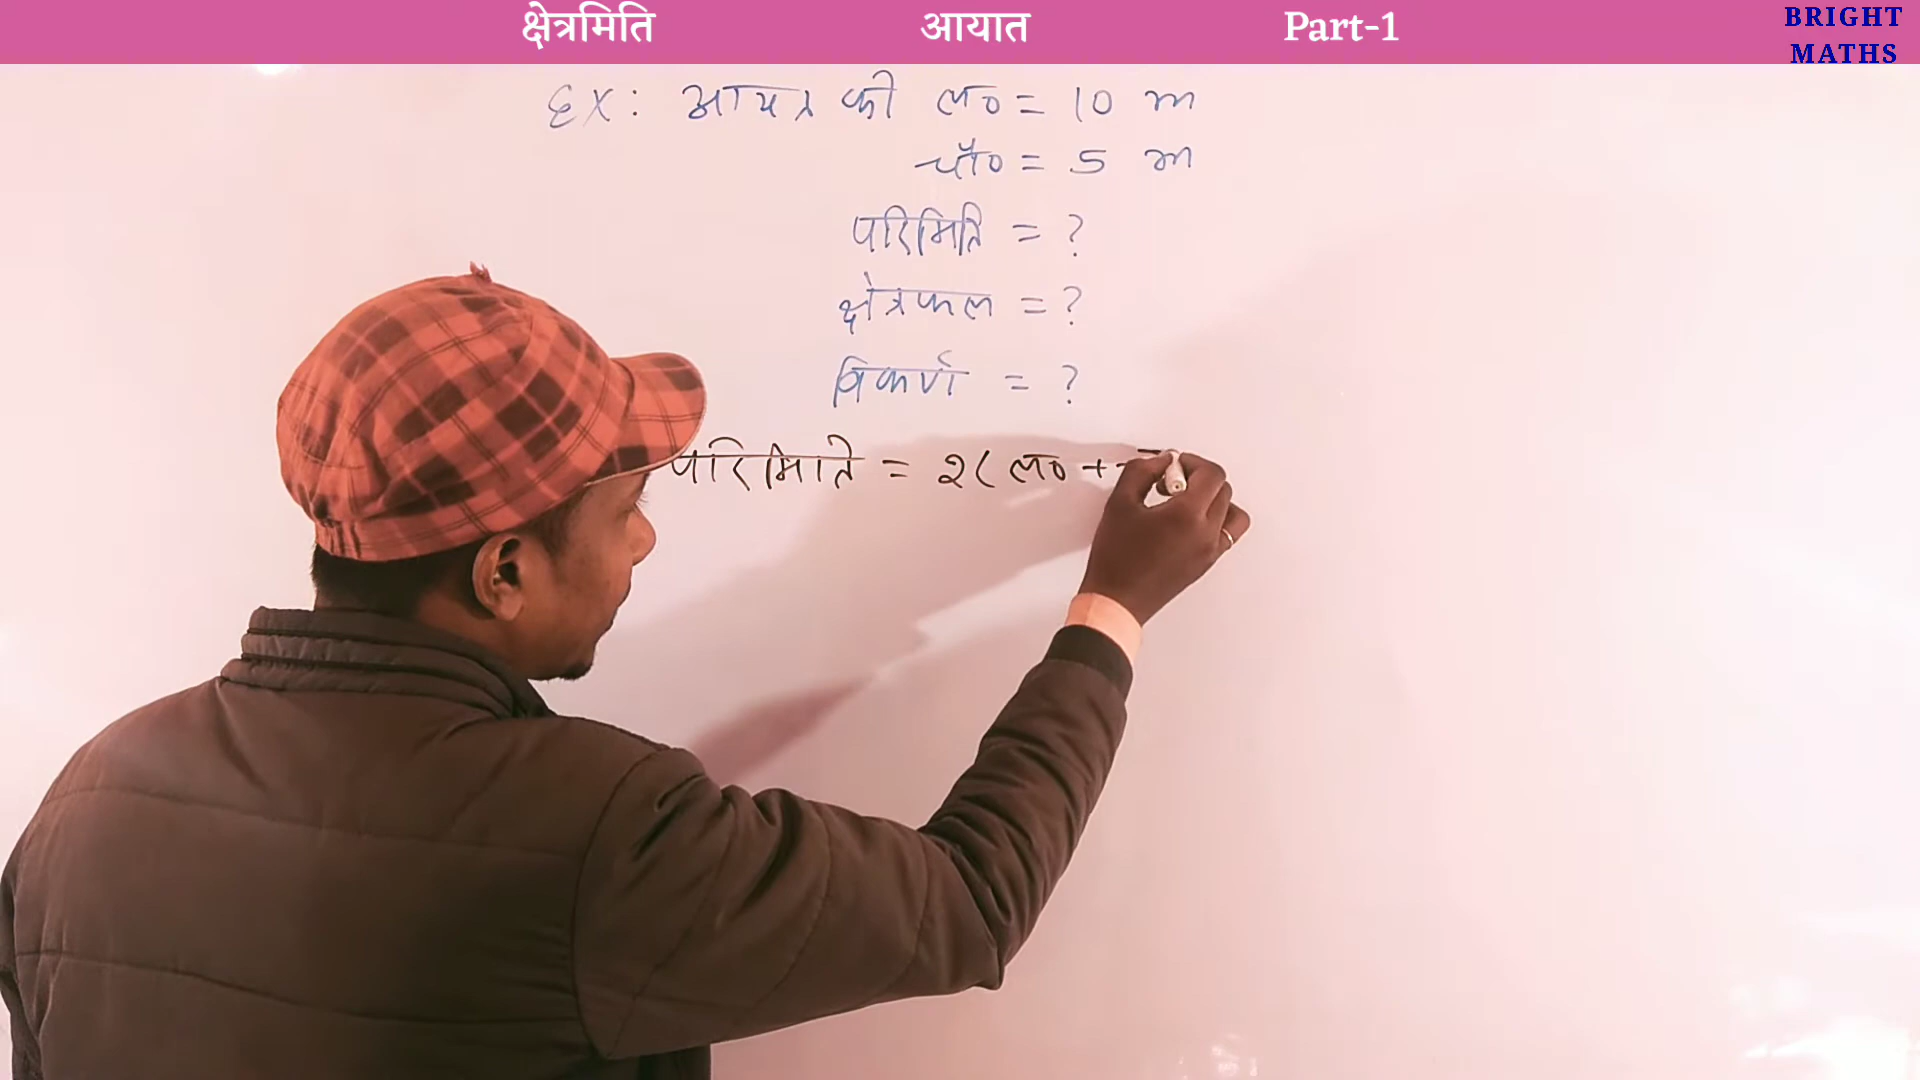 क्षेत्रमिति आयात Part-1 BRIGHT
MATHS
Ex: आयत की ल० = 10 m
चौ० = 5 m
परिमिति = ?
क्षेत्रफल = ?
विकर्ण = ?
परिमिति = 2( ल० +